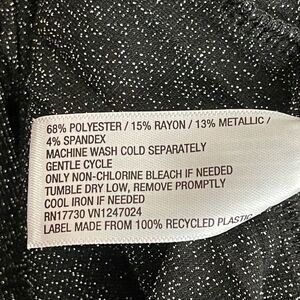 68% POLYESTER / 15% RAYON / 13% METALLIC /
4% SPANDEX
MACHINE WASH COLD SEPARATELY
GENTLE CYCLE
ONLY NON-CHLORINE BLEACH IF NEEDED
TUMBLE DRY LOW, REMOVE PROMPTLY
COOL IRON IF NEEDED
RN17730 VN1247024
LABEL MADE FROM 100% RECYCLED PLASTIC